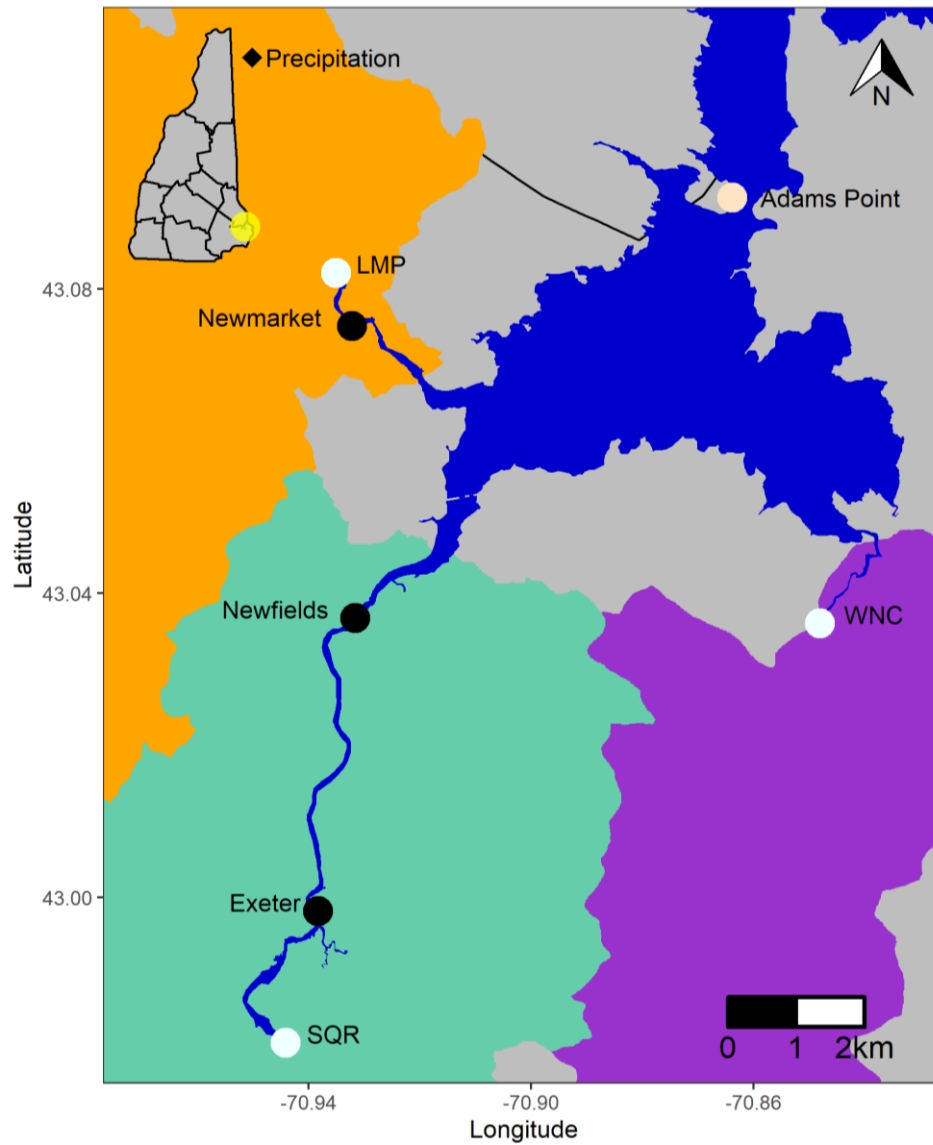 Precipitation
N
Adams Point
LMP
43.08
Newmarket
Latitude
43.04
Newfields
WNC
43.00
Exeter
SQR
0 1 2km
-70.94 -70.90 -70.86
Longitude